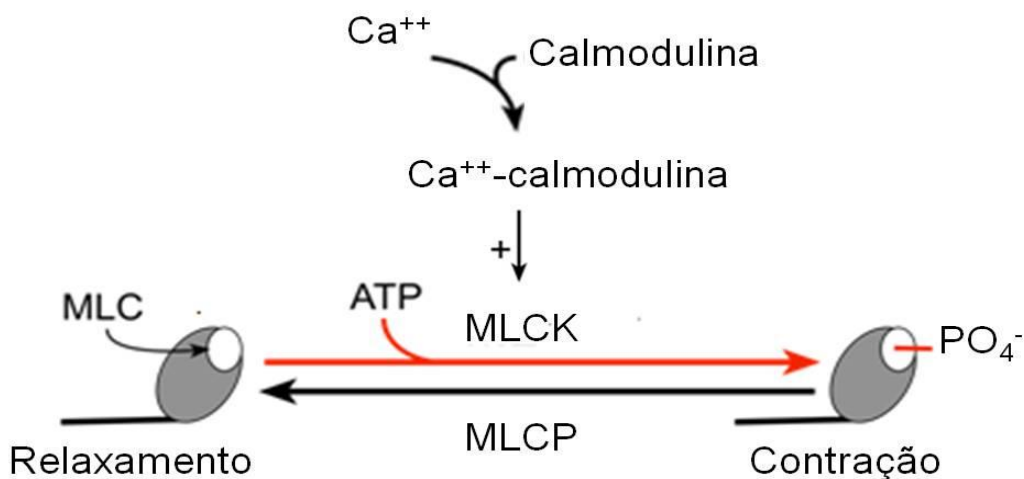 Ca⁺⁺
Calmodulina
Ca⁺⁺-calmodulina
+
MLC
ATP
MLCK
PO₄⁻
MLCP
Relaxamento
Contração